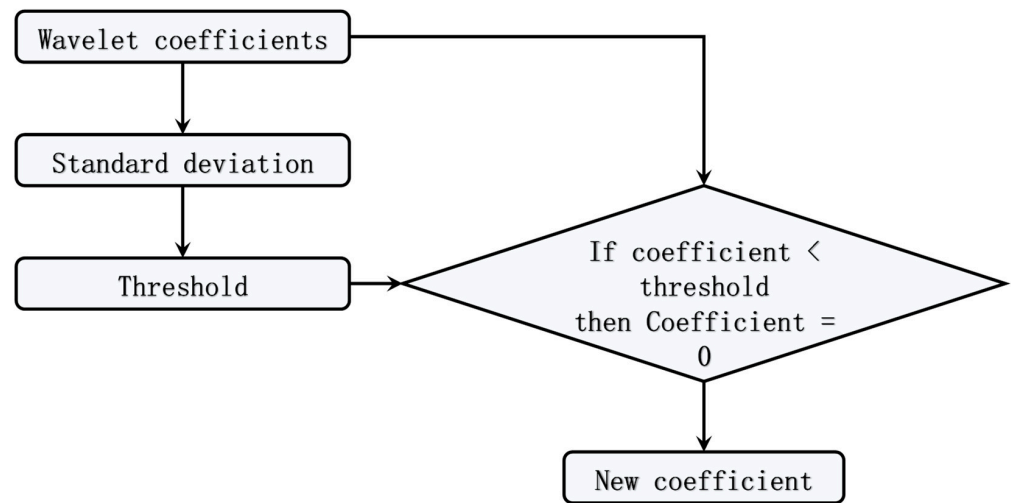 Wavelet coefficients
Standard deviation
Threshold
If coefficient <
threshold
then Coefficient =
0
New coefficient